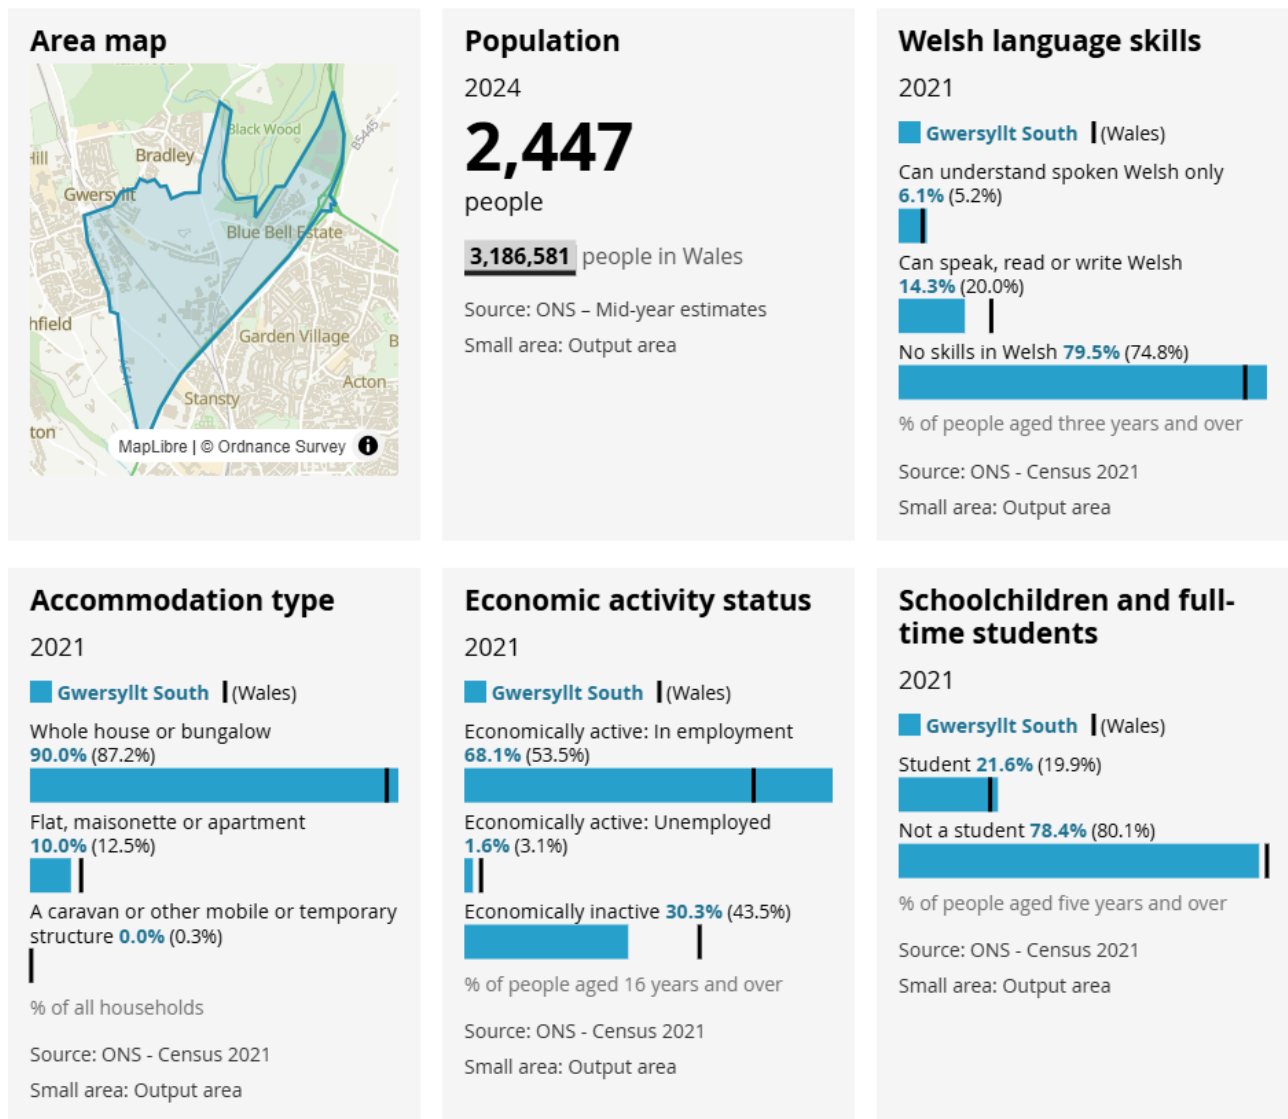 Area map
Black Wood
B5445
Hill
Bradley
Gwersyllt
Blue Bell Estate
hfield
Garden Village
B
Acton
A541
Stansty
ton
MapLibre | © Ordnance Survey
Population
2024
2,447
people
3,186,581 people in Wales
Source: ONS – Mid-year estimates
Small area: Output area
Welsh language skills
2021
Gwersyllt South (Wales)
Can understand spoken Welsh only
6.1% (5.2%)
Can speak, read or write Welsh
14.3% (20.0%)
No skills in Welsh 79.5% (74.8%)
% of people aged three years and over
Source: ONS - Census 2021
Small area: Output area
Accommodation type
2021
Gwersyllt South (Wales)
Whole house or bungalow
90.0% (87.2%)
Flat, maisonette or apartment
10.0% (12.5%)
A caravan or other mobile or temporary
structure 0.0% (0.3%)
% of all households
Source: ONS - Census 2021
Small area: Output area
Economic activity status
2021
Gwersyllt South (Wales)
Economically active: In employment
68.1% (53.5%)
Economically active: Unemployed
1.6% (3.1%)
Economically inactive 30.3% (43.5%)
% of people aged 16 years and over
Source: ONS - Census 2021
Small area: Output area
Schoolchildren and full-
time students
2021
Gwersyllt South (Wales)
Student 21.6% (19.9%)
Not a student 78.4% (80.1%)
% of people aged five years and over
Source: ONS - Census 2021
Small area: Output area